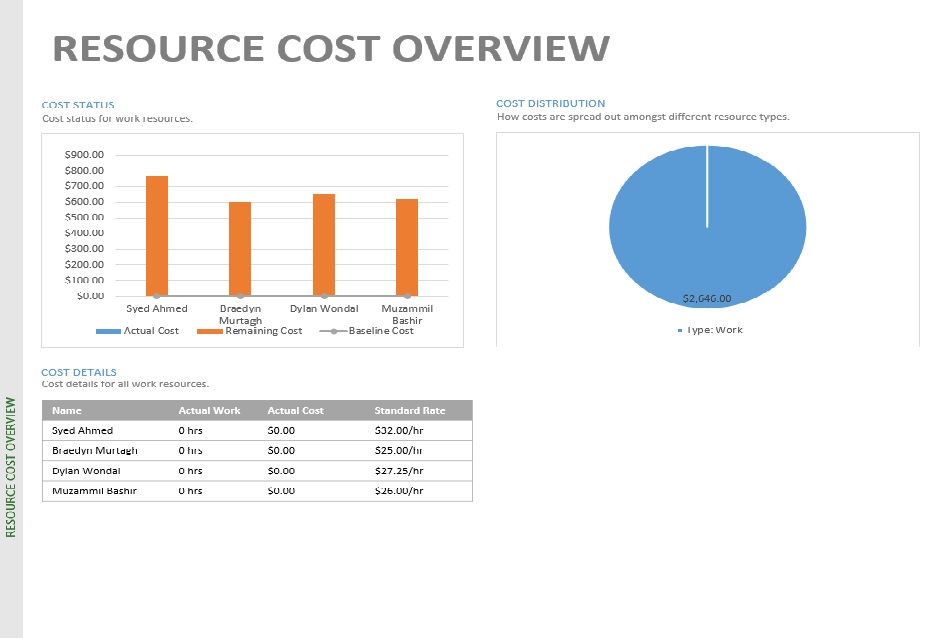 RESOURCE COST OVERVIEW
COST STATUS
Cost status for work resources.
$900.00
$800.00
$700.00
$600.00
$500.00
$400.00
$300.00
$200.00
$100.00
$0.00
Syed Ahmed Braedyn Murtagh Dylan Wondal Muzammil Bashir
Actual Cost Remaining Cost Baseline Cost
COST DISTRIBUTION
How costs are spread out amongst different resource types.
$2,646.00
Type: Work
COST DETAILS
Cost details for all work resources.
Name Actual Work Actual Cost Standard Rate
Syed Ahmed 0 hrs $0.00 $32.00/hr
Braedyn Murtagh 0 hrs $0.00 $25.00/hr
Dylan Wondal 0 hrs $0.00 $27.25/hr
Muzammil Bashir 0 hrs $0.00 $26.00/hr
RESOURCE COST OVERVIEW